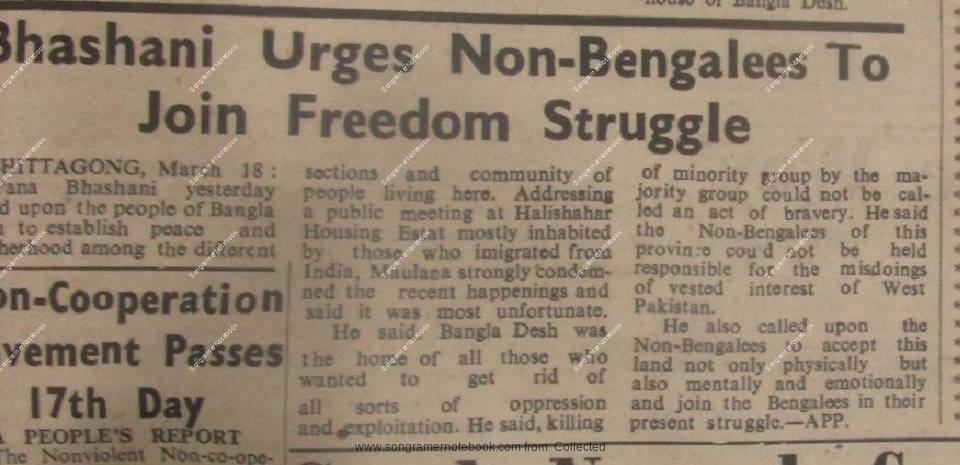 house of Bangla Desh.
Bhashani Urges Non-Bengalees To
Join Freedom Struggle
HITTAGONG, March 18 :
ana Bhashani yesterday
d upon the people of Bangla
to establish peace and
herhood among the different
sections and community of
people living here. Addressing
a public meeting at Halishahar
Housing Estat mostly inhabited
by those who imigrated from
India, Maulana strongly condem-
ned the recent happenings and
said it was most unfortunate.
He said, Bangla Desh was
the home of all those who
wanted to get rid of
all sorts of oppression
and exploitation. He said, killing
of minority group by the ma-
jority group could not be cal-
led an act of bravery. He said
the Non-Bengalees of this
province cou'd not be held
responsible for the misdoings
of vested interest of West
Pakistan.
He also called upon the
Non-Bengalees to accept this
land not only physically but
also mentally and emotionally
and join the Bengalees in their
present struggle.—APP.
on-Cooperation
vement Passes
17th Day
A PEOPLE'S REPORT
The Nonviolent Non-co-ope-
www.songramernotebook.com from: Collected